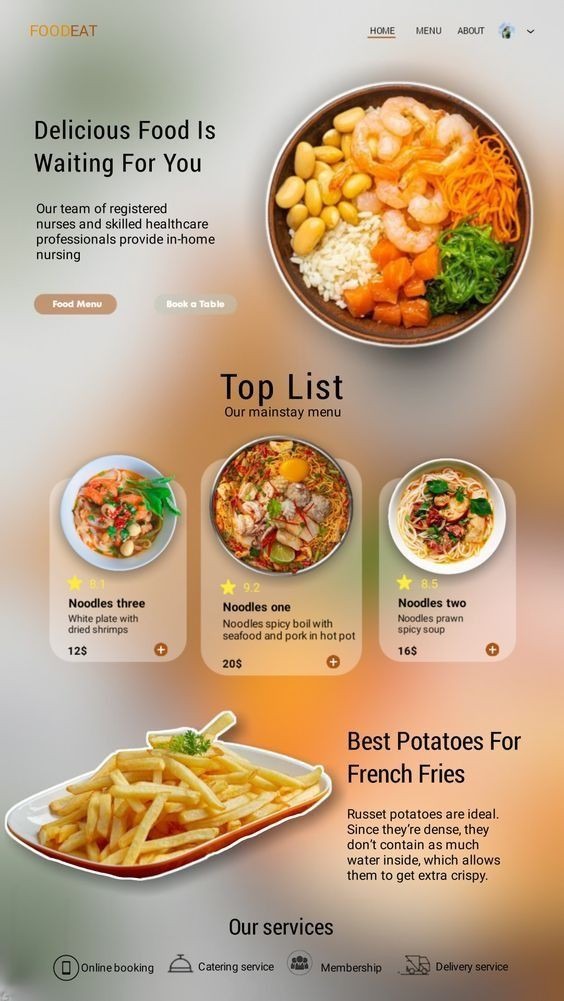 FOODEAT
HOME MENU ABOUT
Delicious Food Is
Waiting For You
Our team of registered
nurses and skilled healthcare
professionals provide in-home
nursing
Food Menu Book a Table
Top List
Our mainstay menu
8.1
Noodles three
White plate with
dried shrimps
12$
9.2
Noodles one
Noodles spicy boil with
seafood and pork in hot pot
20$
8.5
Noodles two
Noodles prawn
spicy soup
16$
Best Potatoes For
French Fries
Russet potatoes are ideal.
Since they're dense, they
don't contain as much
water inside, which allows
them to get extra crispy.
Our services
Online booking Catering service Membership Delivery service